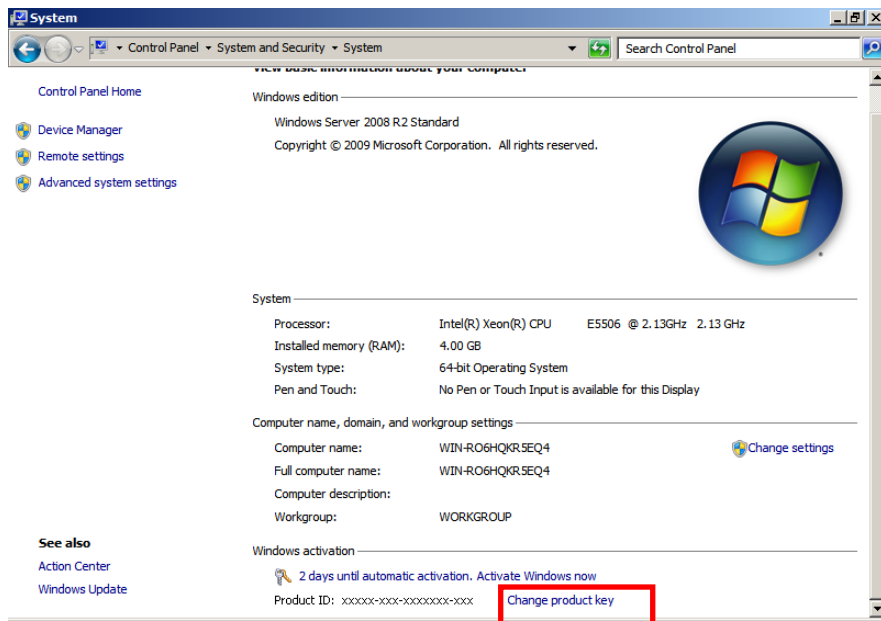 System
Control Panel System and Security System Search Control Panel
View basic information about your computer
Control Panel Home
Device Manager
Remote settings
Advanced system settings
Windows edition
Windows Server 2008 R2 Standard
Copyright © 2009 Microsoft Corporation. All rights reserved.
System
Processor: Intel(R) Xeon(R) CPU E5506 @ 2.13GHz 2.13 GHz
Installed memory (RAM): 4.00 GB
System type: 64-bit Operating System
Pen and Touch: No Pen or Touch Input is available for this Display
Computer name, domain, and workgroup settings
Computer name: WIN-RO6HQKR5EQ4 Change settings
Full computer name: WIN-RO6HQKR5EQ4
Computer description:
Workgroup: WORKGROUP
See also
Action Center
Windows Update
Windows activation
2 days until automatic activation. Activate Windows now
Product ID: xxxxx-xxx-xxxxxxx-xxx Change product key